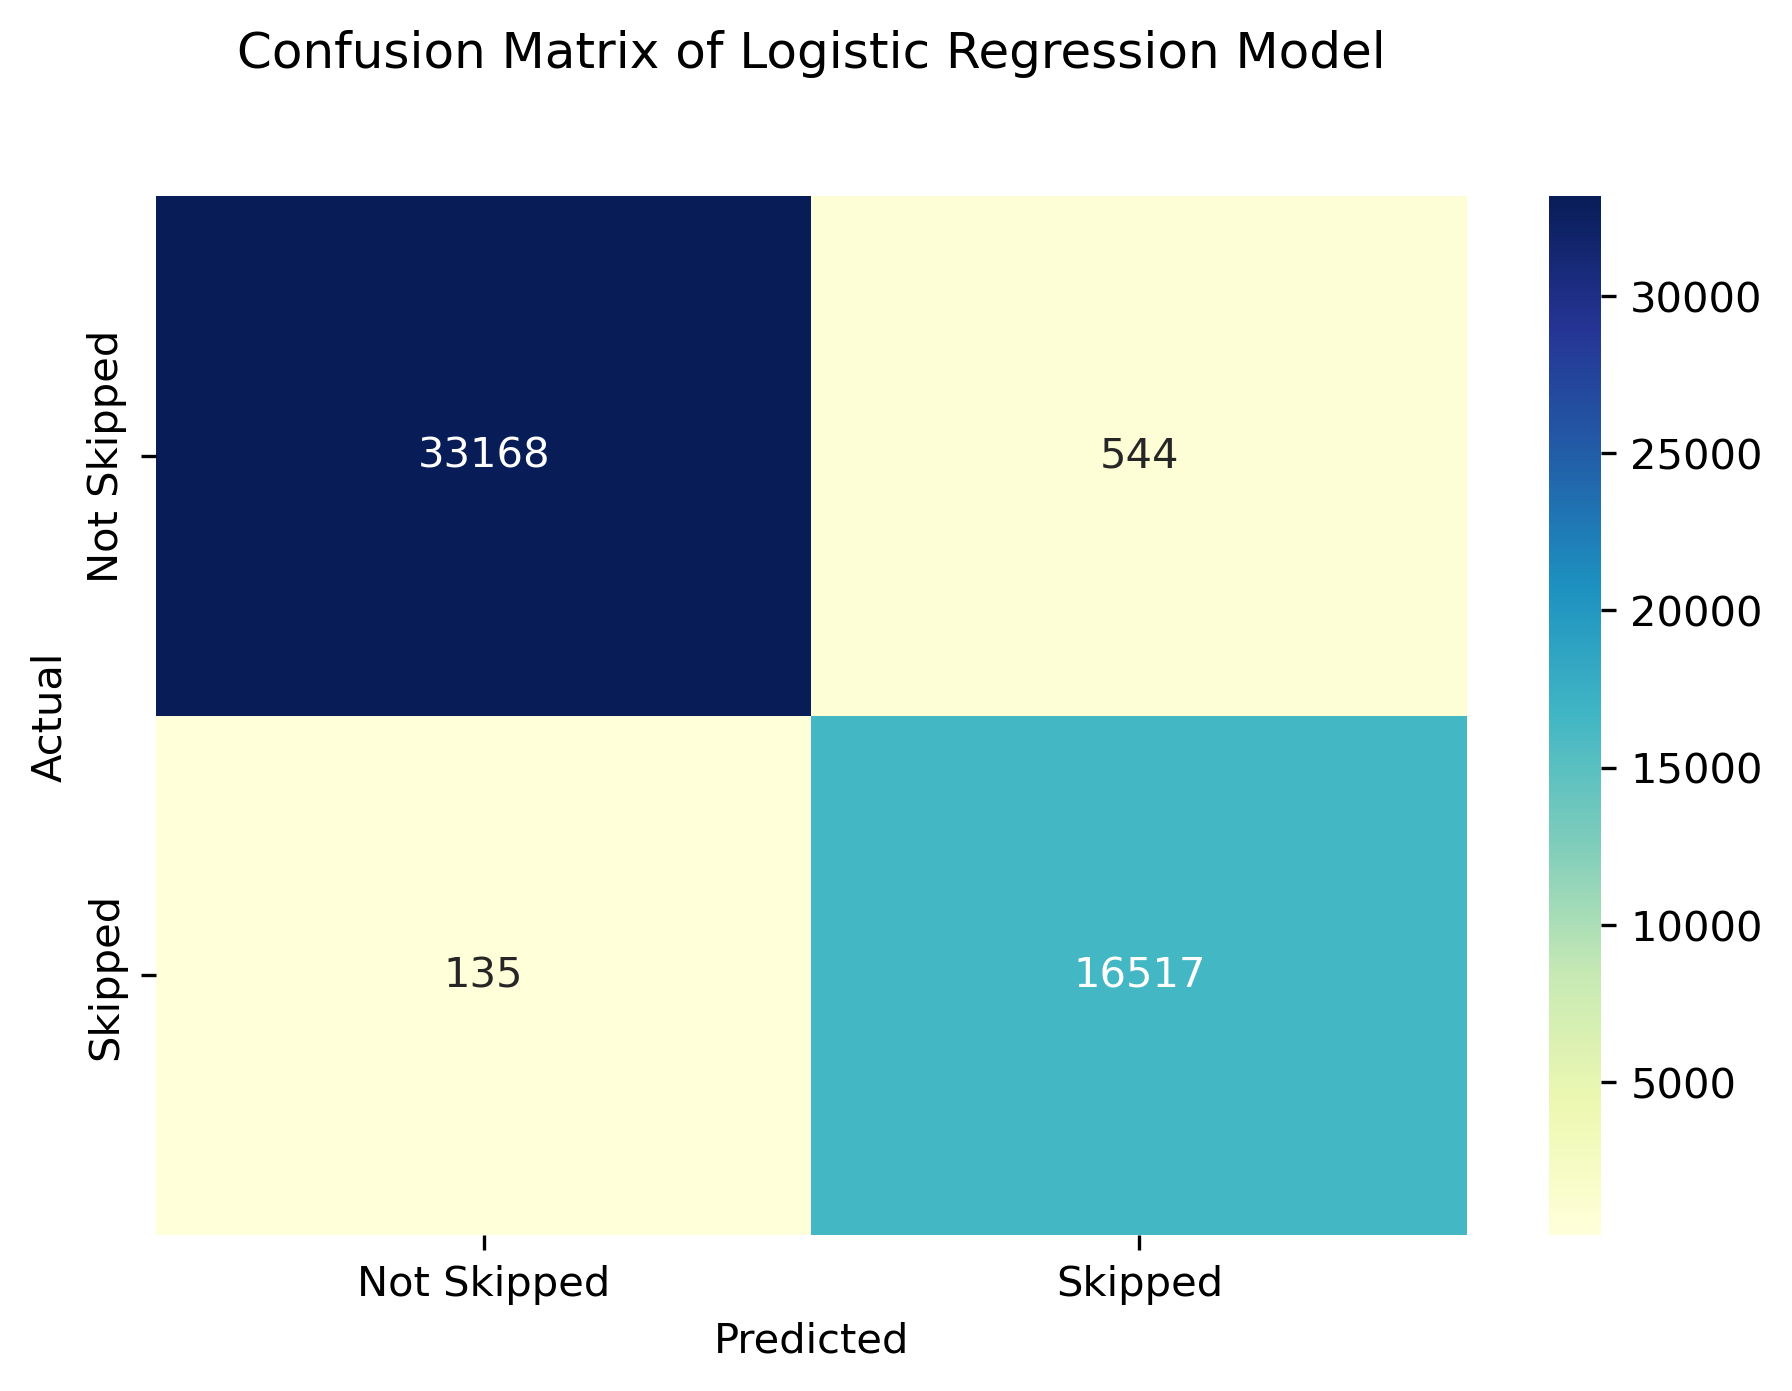 Confusion Matrix of Logistic Regression Model
Actual
Not Skipped
Skipped
33168
544
135
16517
Not Skipped
Skipped
Predicted
30000
25000
20000
15000
10000
5000